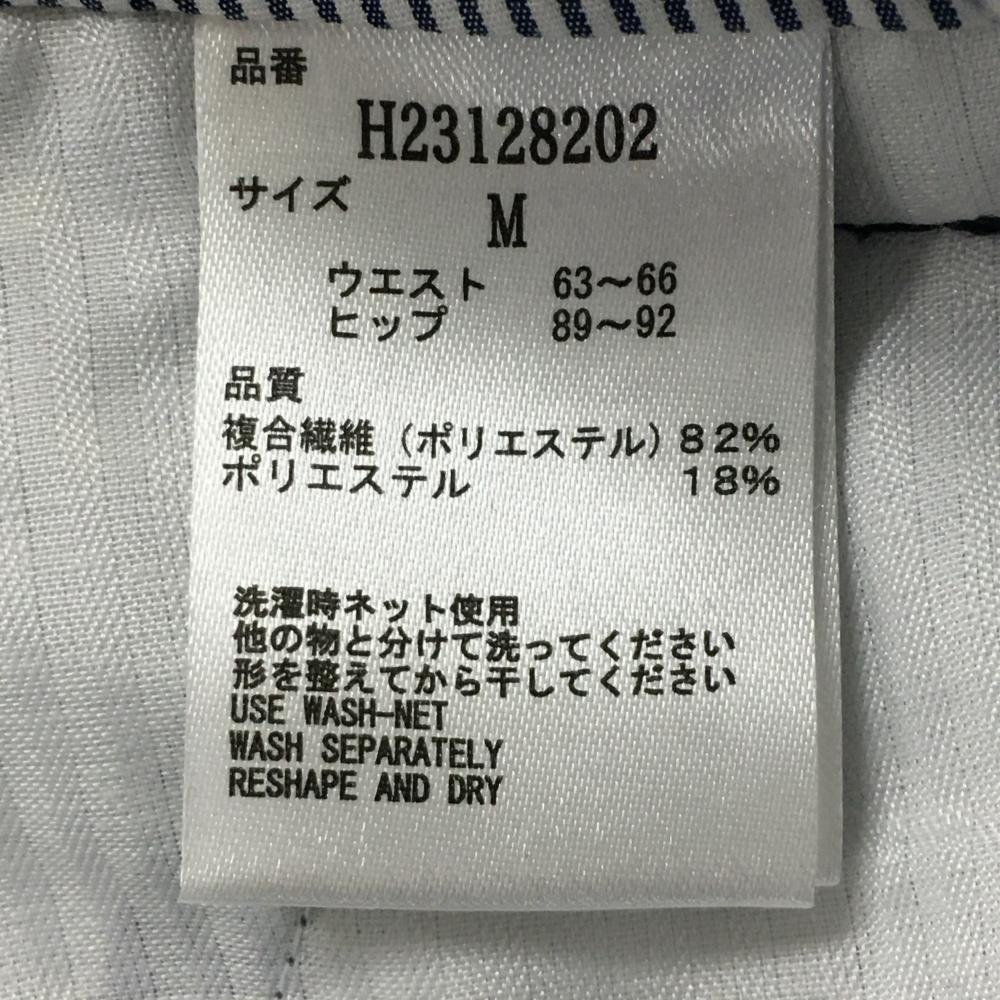 品番
H23128202
サイズ
M
ウエスト 63～66
ヒップ 89～92
品質
複合繊維（ポリエステル）82%
ポリエステル 18%
洗濯時ネット使用
他の物と分けて洗ってください
形を整えてから干してください
USE WASH-NET
WASH SEPARATELY
RESHAPE AND DRY